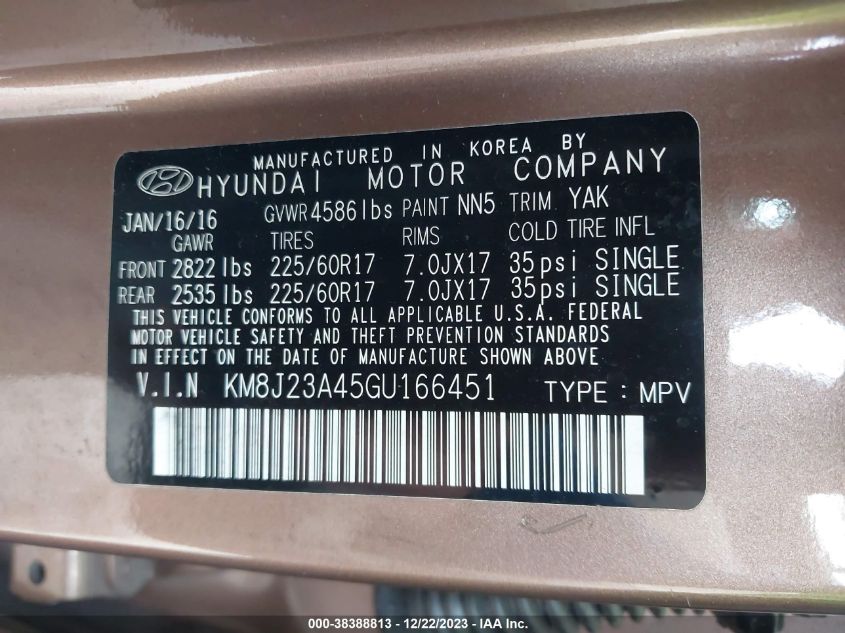 MANUFACTURED IN KOREA BY
HYUNDAI MOTOR COMPANY
JAN/16/16 GVWR 4586 lbs PAINT NN5 TRIM YAK
GAWR TIRES RIMS COLD TIRE INFL
FRONT 2822 lbs 225/60R17 7.0JX17 35psi SINGLE
REAR 2535 lbs 225/60R17 7.0JX17 35psi SINGLE
THIS VEHICLE CONFORMS TO ALL APPLICABLE U.S.A. FEDERAL
MOTOR VEHICLE SAFETY AND THEFT PREVENTION STANDARDS
IN EFFECT ON THE DATE OF MANUFACTURE SHOWN ABOVE
V.I.N KM8J23A45GU166451 TYPE : MPV
000-38388813 - 12/22/2023 - IAA Inc.